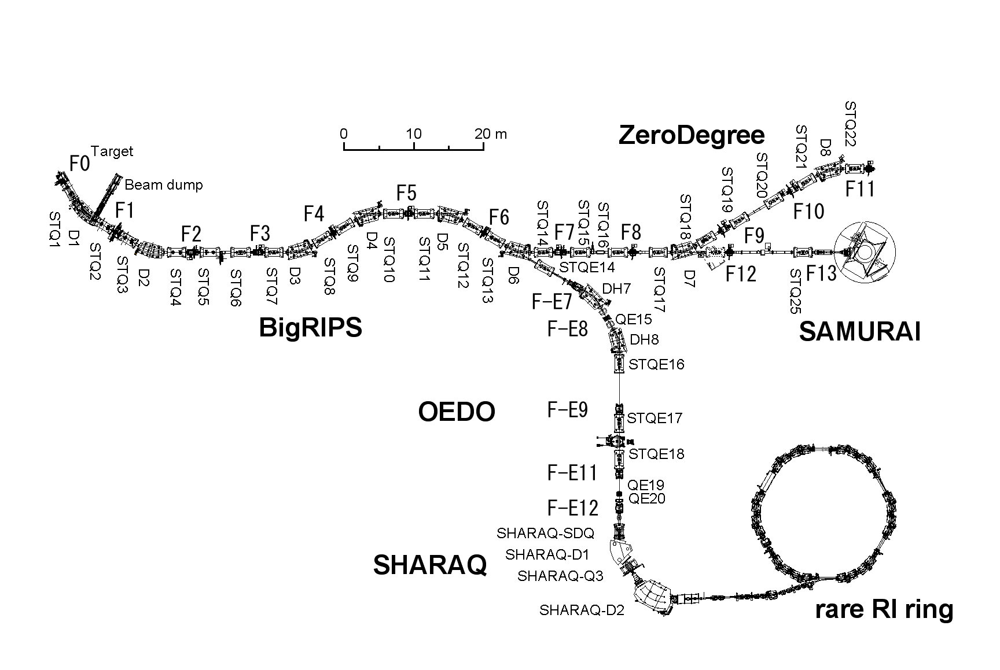 0 10 20 m
ZeroDegree
STQ22
STQ21
D8
F0
Target
Beam dump
STQ20
STQ19
F11
F1
F5
F10
STQ1
D1
STQ2
STQ3
D2
F2
F3
F4
F6
STQ14
F7
STQ15
STQ16
F8
STQ18
F9
STQ4
STQ5
STQ6
STQ7
D3
STQ8
STQ9
D4
STQ10
STQ11
D5
STQ12
STQ13
D6
STQE14
STQ17
D7
F12
STQ25
F13
DH7
F-E7
BigRIPS
QE15
F-E8
DH8
SAMURAI
STQE16
OEDO
F-E9
STQE17
STQE18
F-E11
QE19
QE20
F-E12
SHARAQ-SDQ
SHARAQ
SHARAQ-D1
SHARAQ-Q3
SHARAQ-D2
rare RI ring